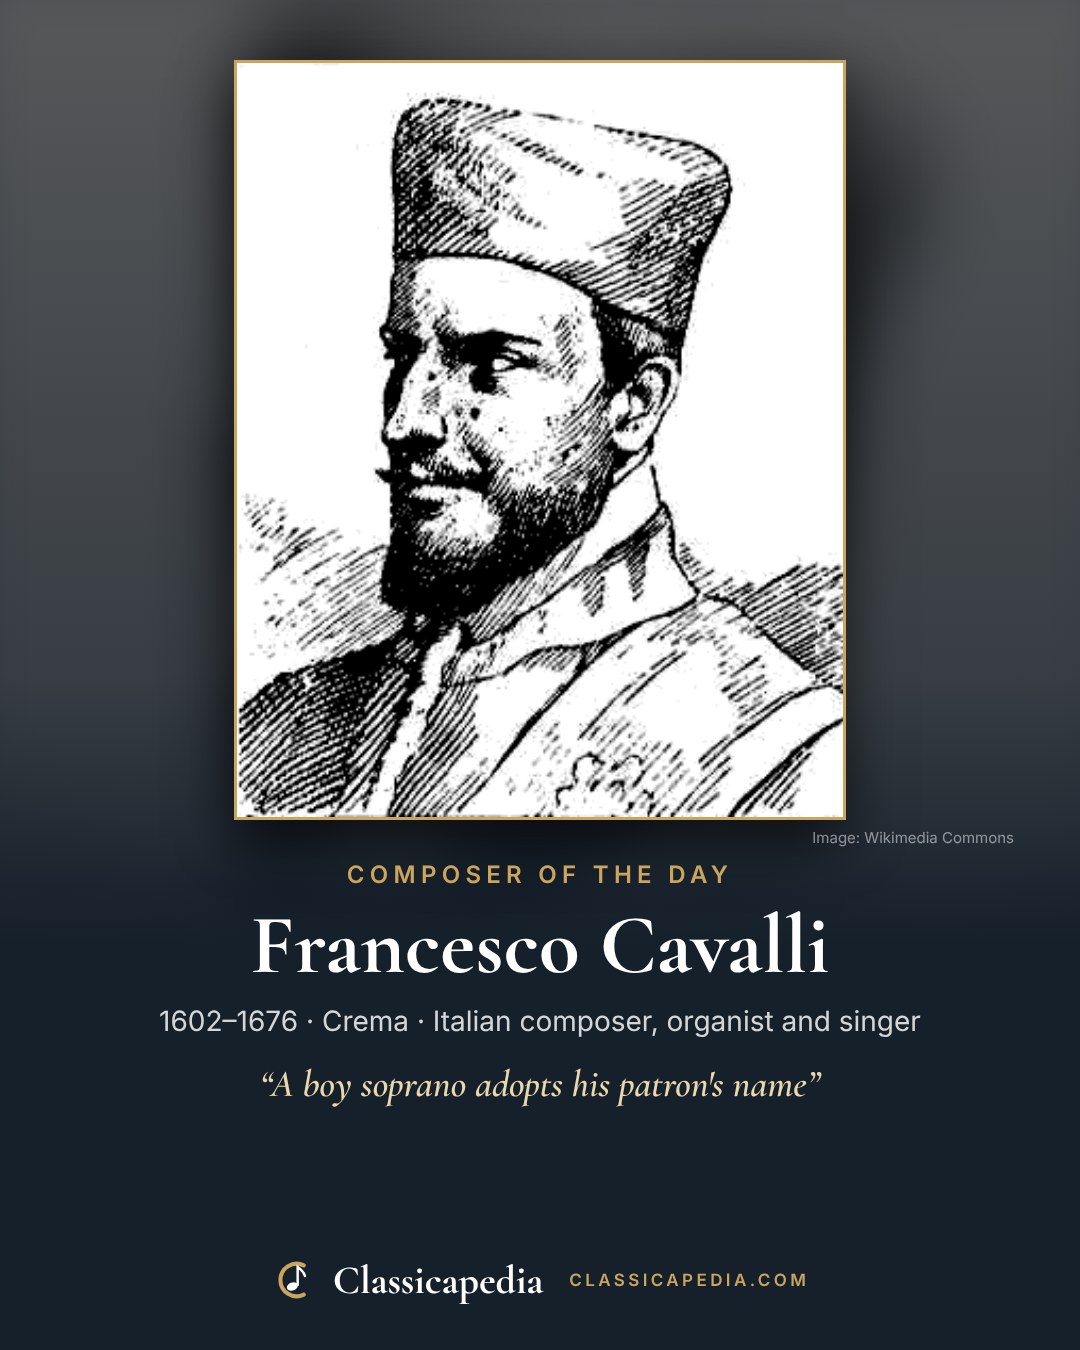 Image: Wikimedia Commons
COMPOSER OF THE DAY
Francesco Cavalli
1602–1676 · Crema · Italian composer, organist and singer
“A boy soprano adopts his patron's name”
Classicapedia CLASSICAPEDIA.COM